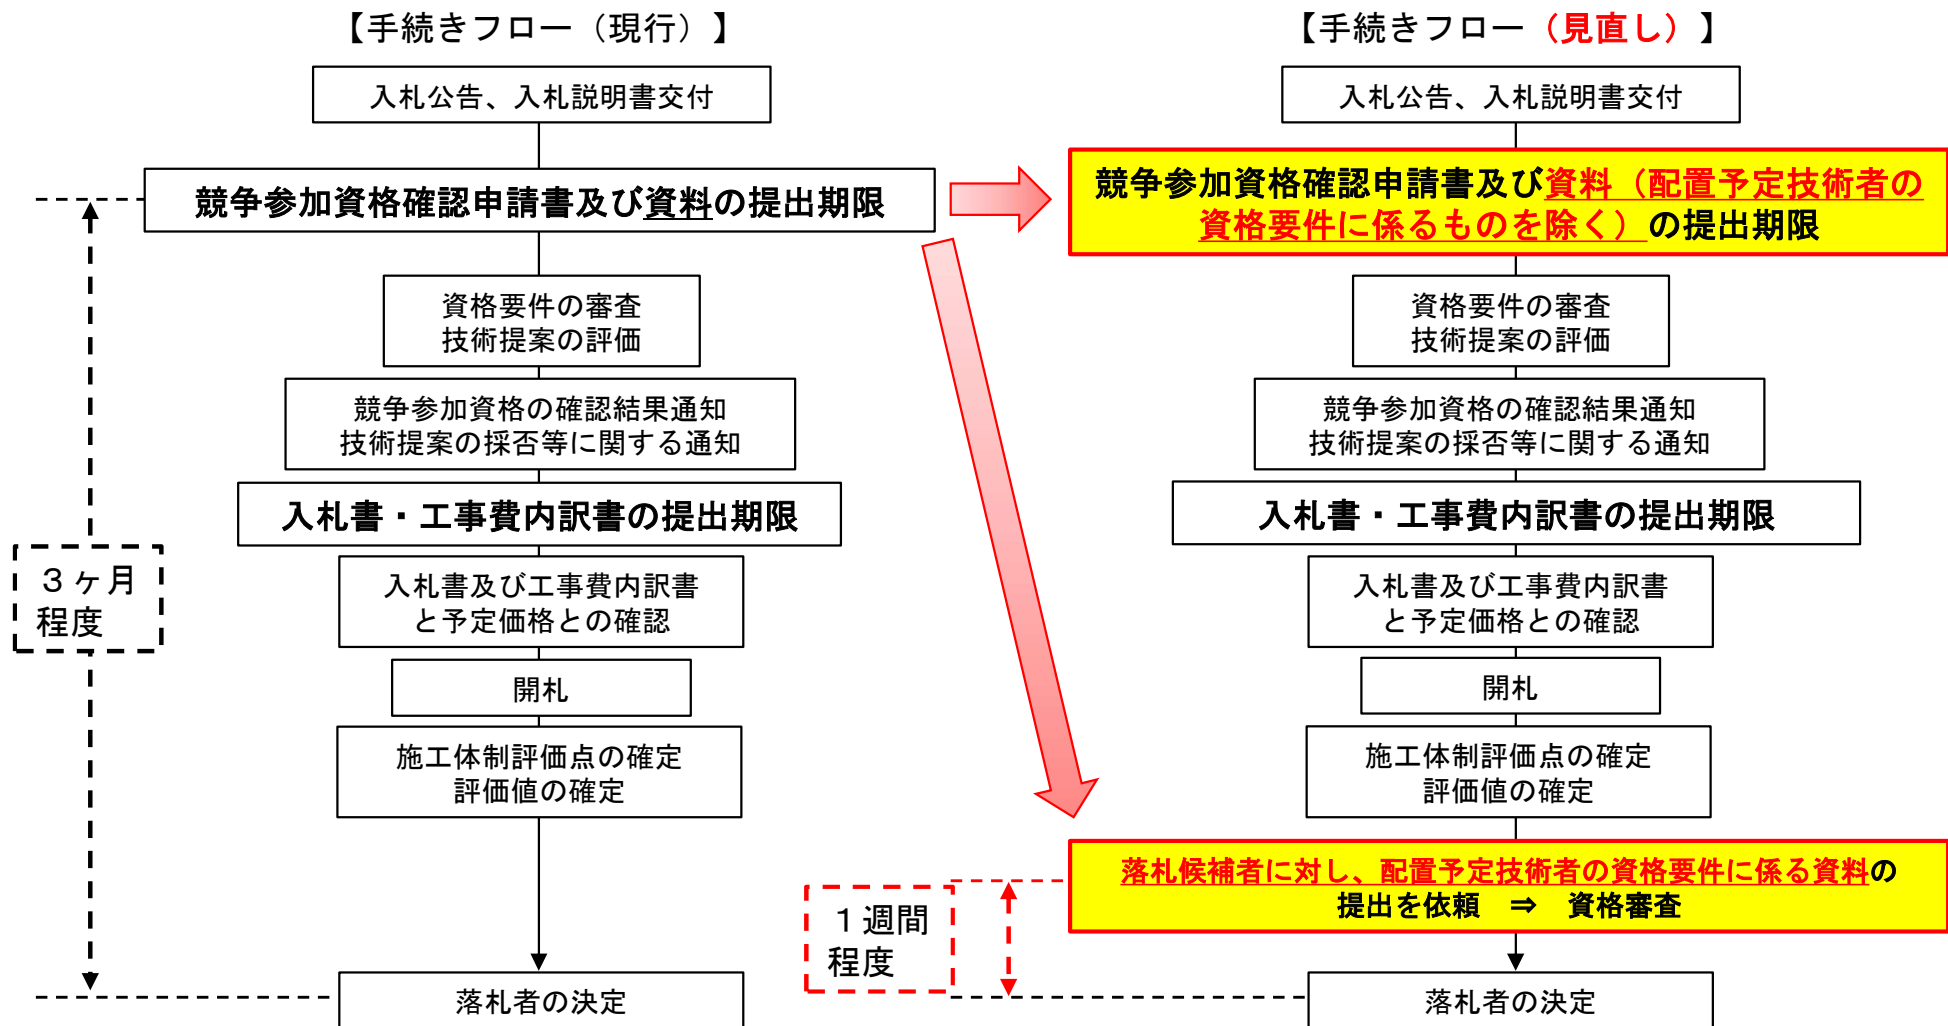 【手続きフロー（現行）】
入札公告、入札説明書交付
競争参加資格確認申請書及び資料の提出期限
資格要件の審査
技術提案の評価
競争参加資格の確認結果通知
技術提案の採否等に関する通知
入札書・工事費内訳書の提出期限
入札書及び工事費内訳書
と予定価格との確認
開札
施工体制評価点の確定
評価値の確定
落札者の決定
３ヶ月
程度
【手続きフロー（見直し）】
入札公告、入札説明書交付
競争参加資格確認申請書及び資料（配置予定技術者の
資格要件に係るものを除く）の提出期限
資格要件の審査
技術提案の評価
競争参加資格の確認結果通知
技術提案の採否等に関する通知
入札書・工事費内訳書の提出期限
入札書及び工事費内訳書
と予定価格との確認
開札
施工体制評価点の確定
評価値の確定
落札候補者に対し、配置予定技術者の資格要件に係る資料の
提出を依頼　⇒　資格審査
１週間
程度
落札者の決定